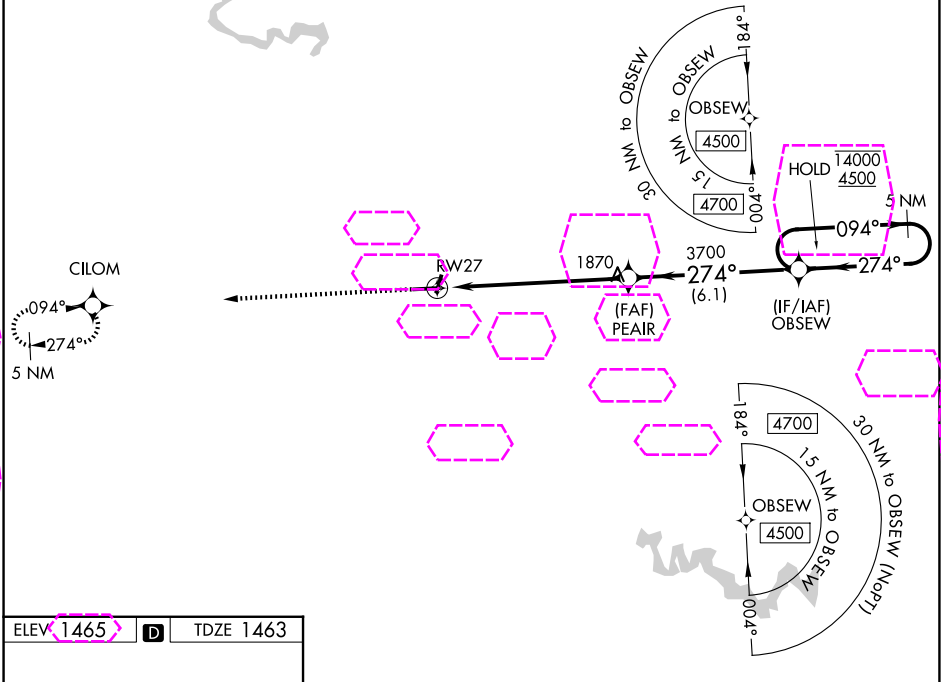 184°
30 NM to OBSEW
15 NM to OBSEW
OBSEW
4500
4700
004°
HOLD
14000
4500
5 NM
094°
274°
(IF/IAF)
OBSEW
3700
274°
(6.1)
1870
(FAF)
PEAIR
RW27
CILOM
094°
274°
5 NM
184°
4700
30 NM to OBSEW (NoPT)
15 NM to OBSEW
OBSEW
4500
004°
ELEV 1465
D
TDZE 1463